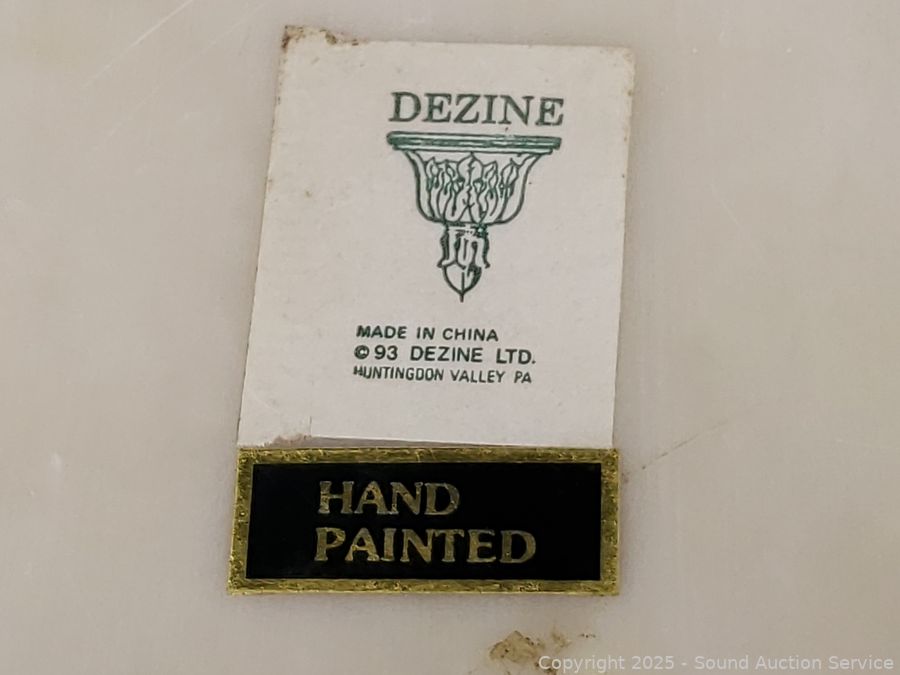 DEZINE
MADE IN CHINA
© 93 DEZINE LTD.
HUNTINGDON VALLEY PA
HAND
PAINTED
Copyright © 2025 - Sound Auction Service